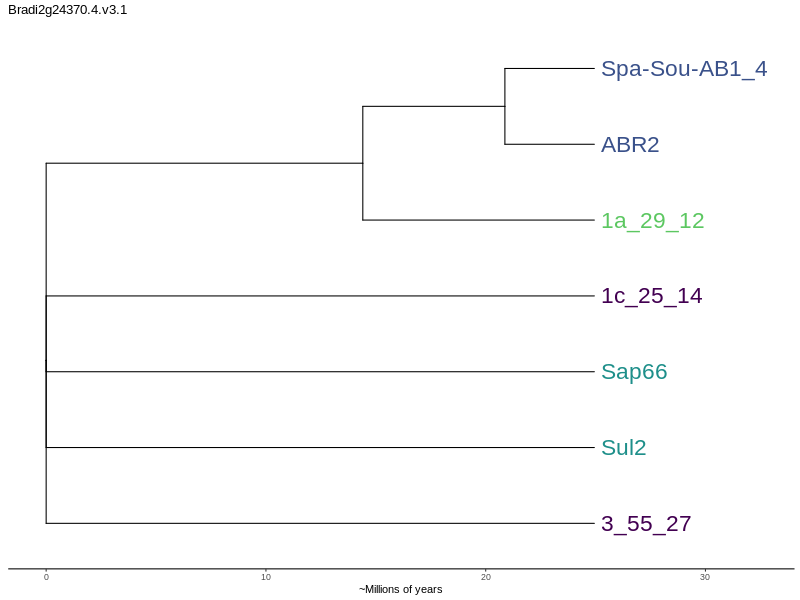 Bradi2g24370.4.v3.1
Spa-Sou-AB1_4
ABR2
1a_29_12
1c_25_14
Sap66
Sul2
3_55_27
0 10 20 30
~Millions of years